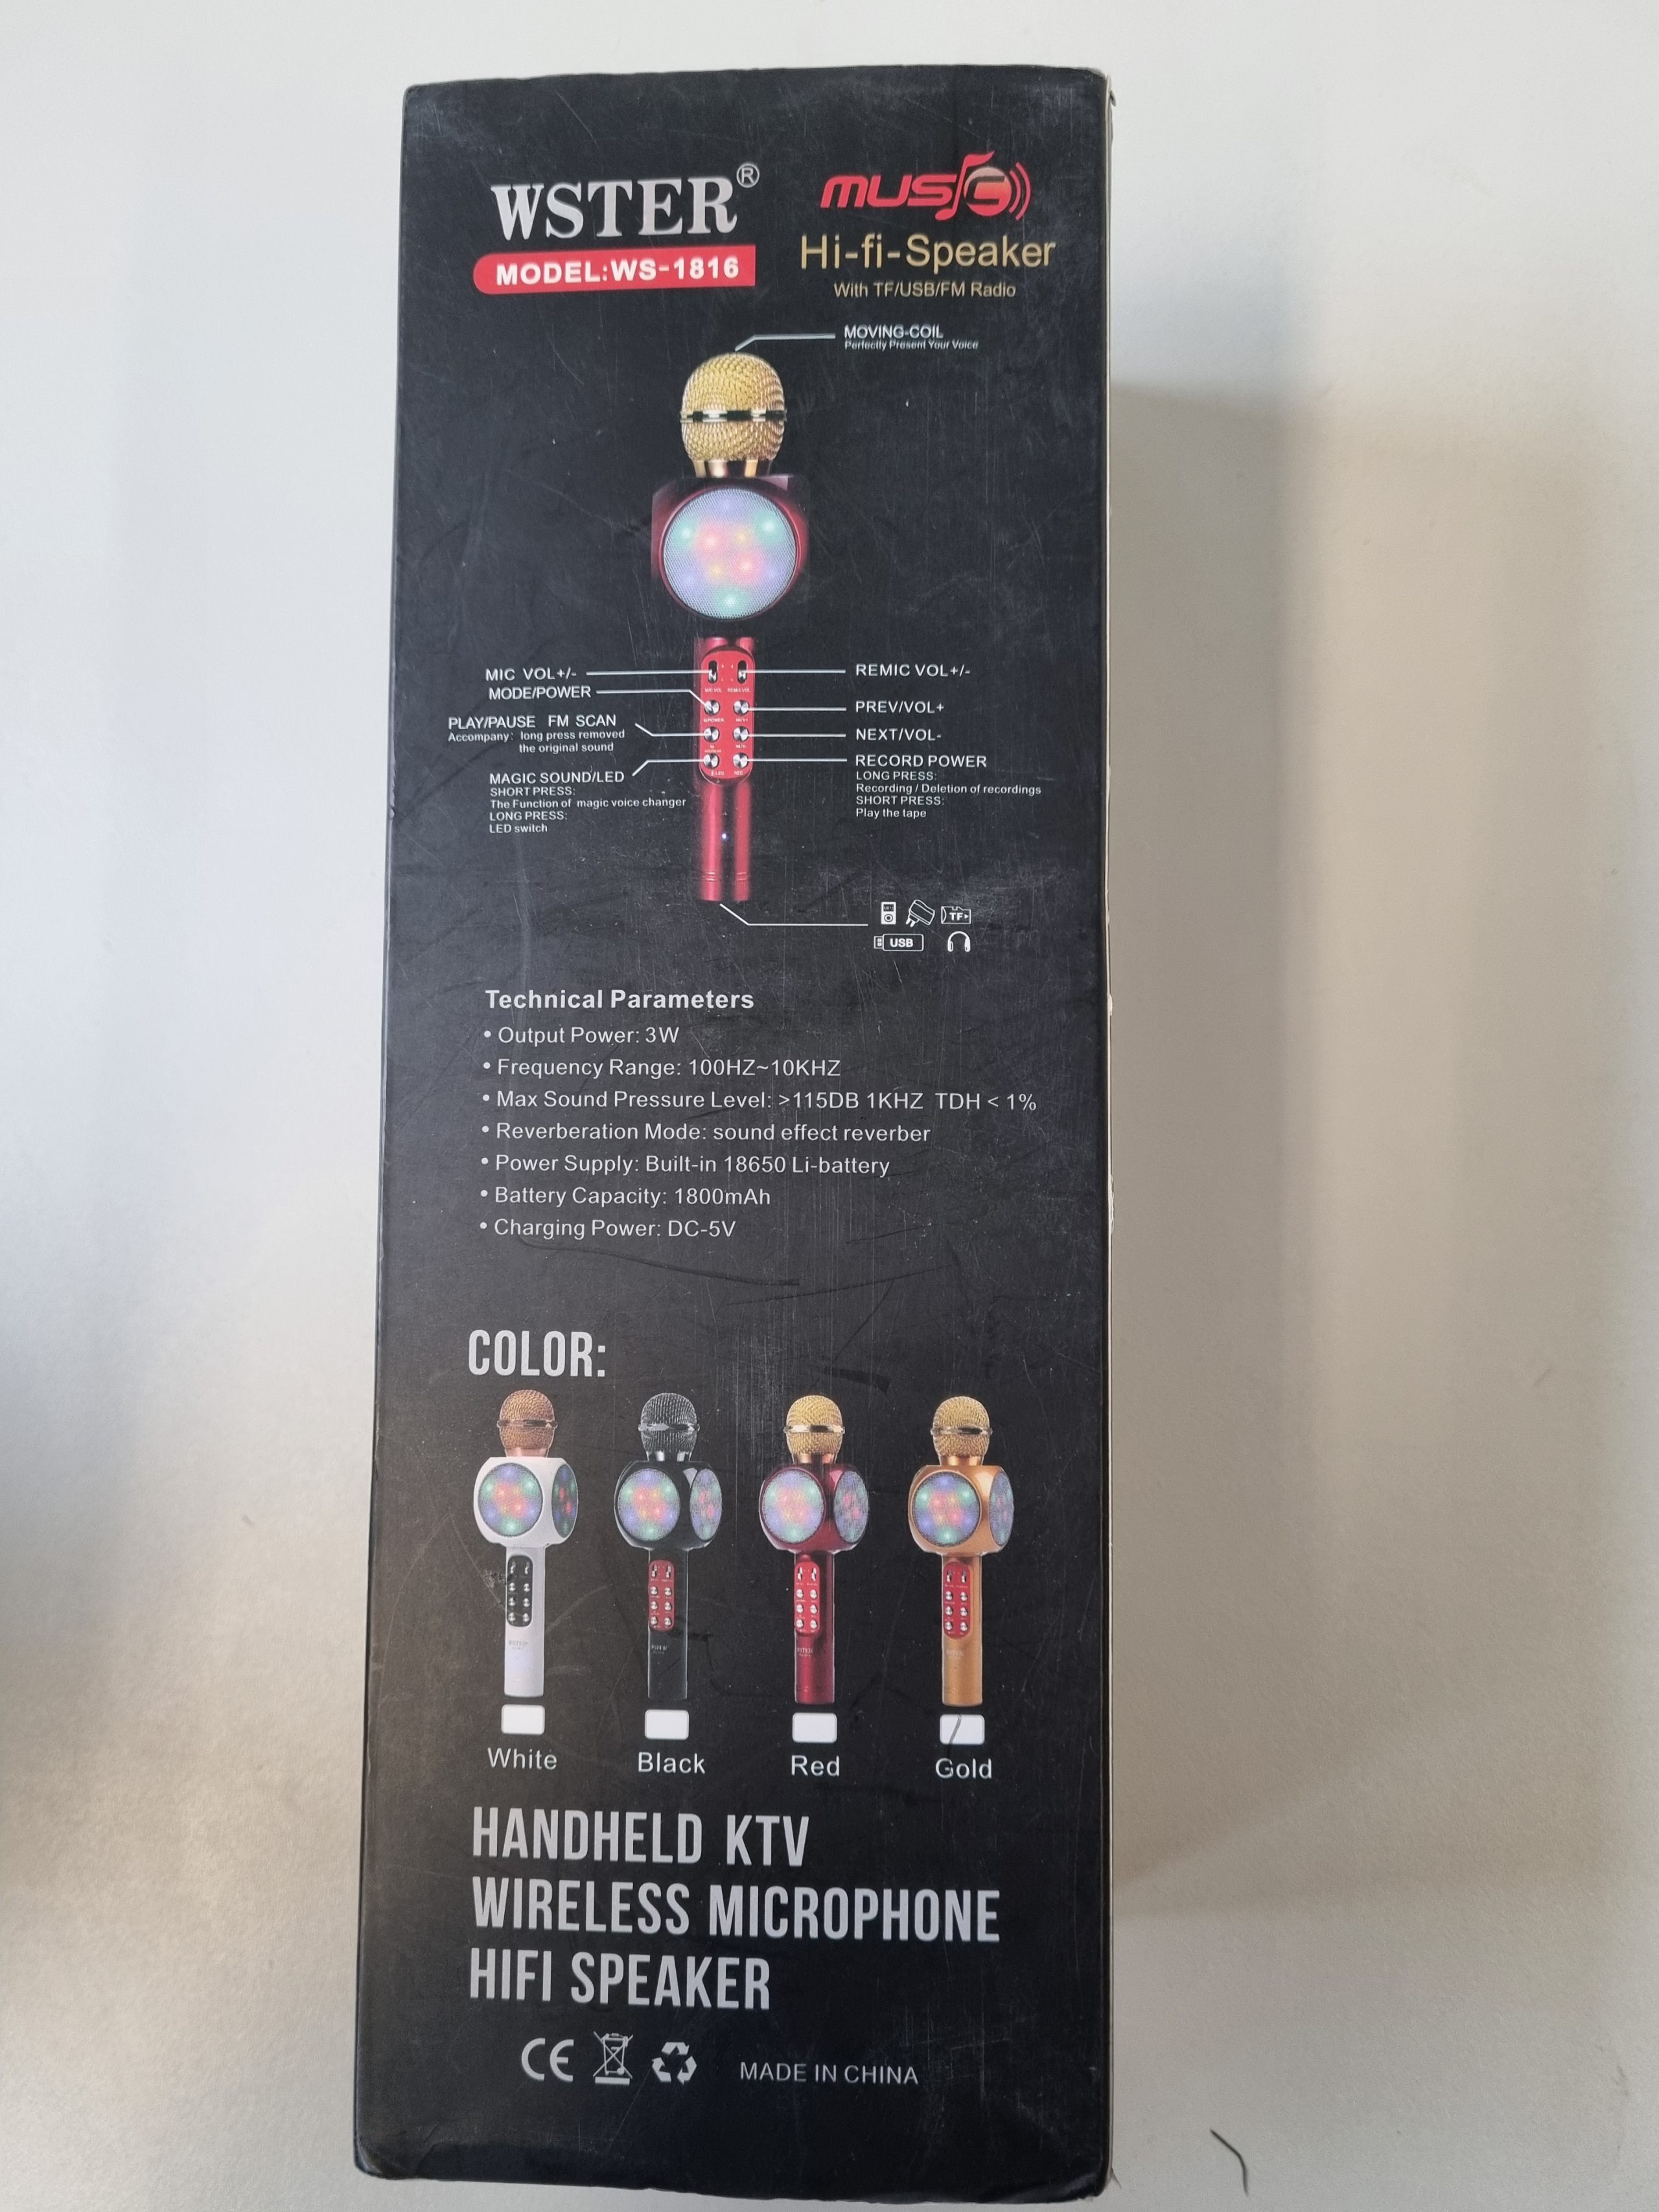 WSTER®
MODEL:WS-1816
MUSIC
Hi-fi-Speaker
With TF/USB/FM Radio
MOVING-COIL
Perfectly Present Your Voice
MIC VOL+/-
MODE/POWER
PLAY/PAUSE FM SCAN
Accompany: long press removed
the original sound
MAGIC SOUND/LED
SHORT PRESS:
The Function of magic voice changer
LONG PRESS:
LED switch
REMIC VOL+/-
PREV/VOL+
NEXT/VOL-
RECORD POWER
LONG PRESS:
Recording / Deletion of recordings
SHORT PRESS:
Play the tape
TF
USB
Technical Parameters
• Output Power: 3W
• Frequency Range: 100HZ~10KHZ
• Max Sound Pressure Level: >115DB 1KHZ TDH < 1%
• Reverberation Mode: sound effect reverber
• Power Supply: Built-in 18650 Li-battery
• Battery Capacity: 1800mAh
• Charging Power: DC-5V
COLOR:
White
Black
Red
Gold
HANDHELD KTV
WIRELESS MICROPHONE
HIFI SPEAKER
CE
MADE IN CHINA